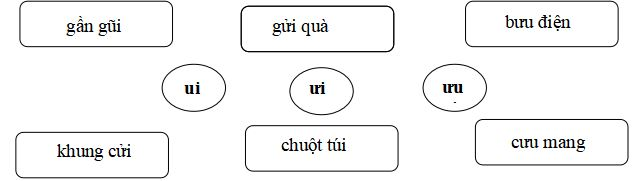 gần gũi
gửi quà
bưu điện
ui
ưi
ưu
khung cửi
chuột túi
cưu mang